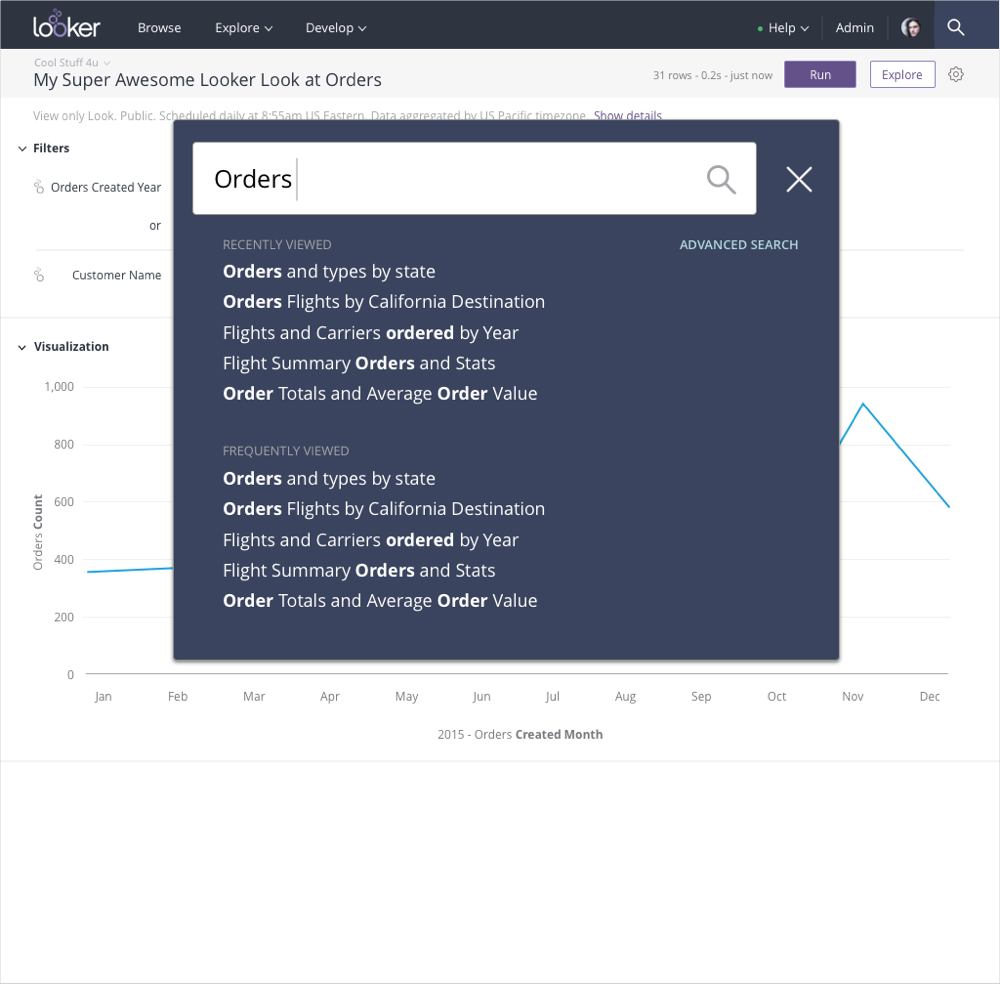 looker Browse Explore Develop Help Admin
Cool Stuff 4u
My Super Awesome Looker Look at Orders
31 rows - 0.2s - just now Run Explore
View only Look. Public. Scheduled daily at 8:55am US Eastern. Data aggregated by US Pacific timezone. Show details
Filters
Orders Created Year
or
Customer Name
Orders
RECENTLY VIEWED ADVANCED SEARCH
Orders and types by state
Orders Flights by California Destination
Flights and Carriers ordered by Year
Flight Summary Orders and Stats
Order Totals and Average Order Value
FREQUENTLY VIEWED
Orders and types by state
Orders Flights by California Destination
Flights and Carriers ordered by Year
Flight Summary Orders and Stats
Order Totals and Average Order Value
Visualization
1,000
800
600
400
200
0
Orders Count
Jan Feb Mar Apr May Jun Jul Aug Sep Oct Nov Dec
2015 - Orders Created Month